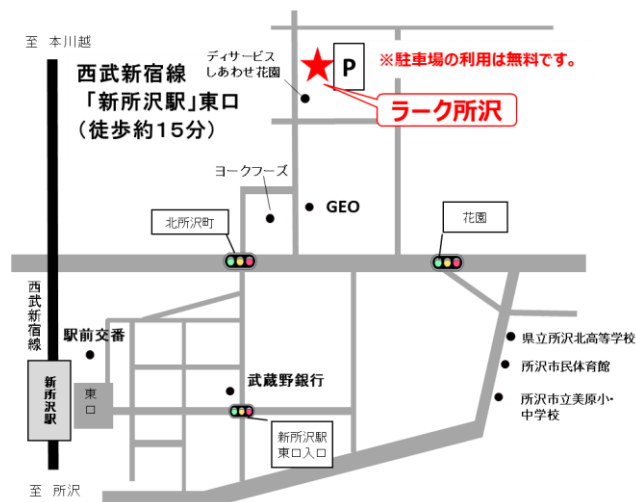 至 本川越
西武新宿線
「新所沢駅」東口
(徒歩約15分)
ディサービス
しあわせ花園
P
※駐車場の利用は無料です。
ラーク所沢
ヨークフーズ
GEO
北所沢町
花園
西武新宿線
駅前交番
新所沢駅
東口
武蔵野銀行
新所沢駅
東口入口
県立所沢北高等学校
所沢市民体育館
所沢市立美原小・
中学校
至 所沢